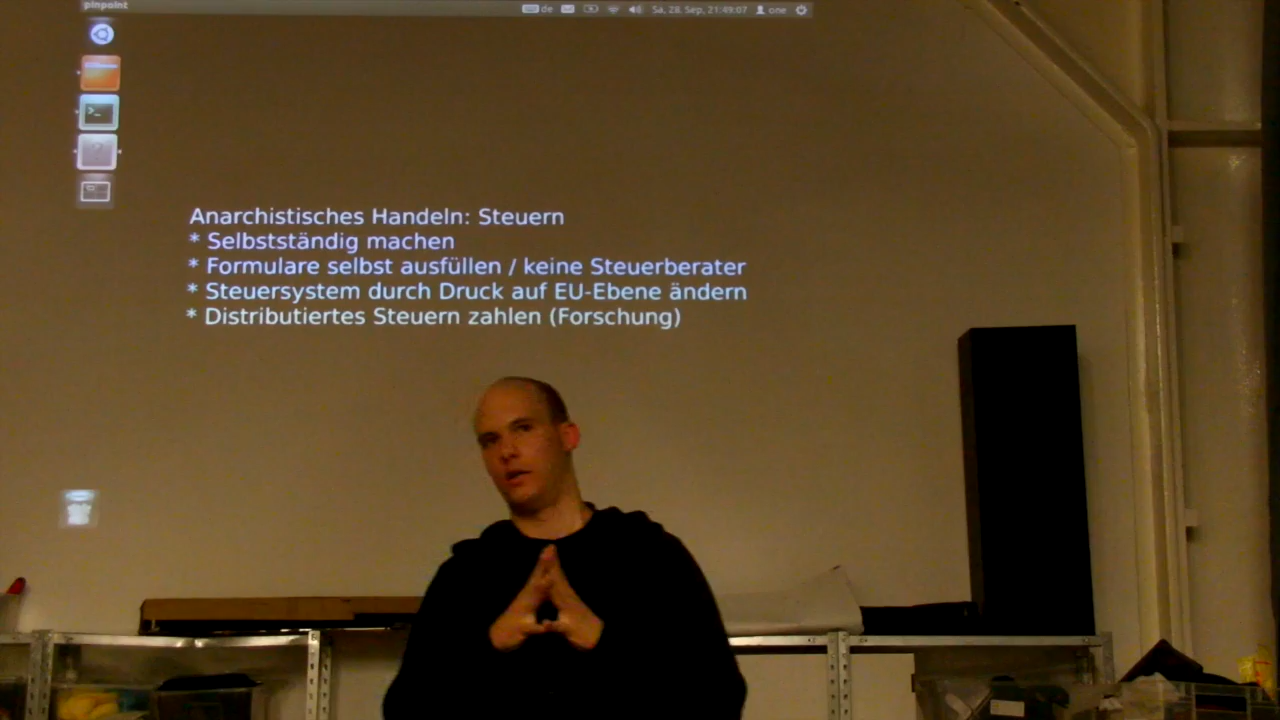 pinpoint
de
Sa, 28. Sep, 21:49:07
one
Anarchistisches Handeln: Steuern
* Selbstständig machen
* Formulare selbst ausfüllen / keine Steuerberater
* Steuersystem durch Druck auf EU-Ebene ändern
* Distributiertes Steuern zahlen (Forschung)